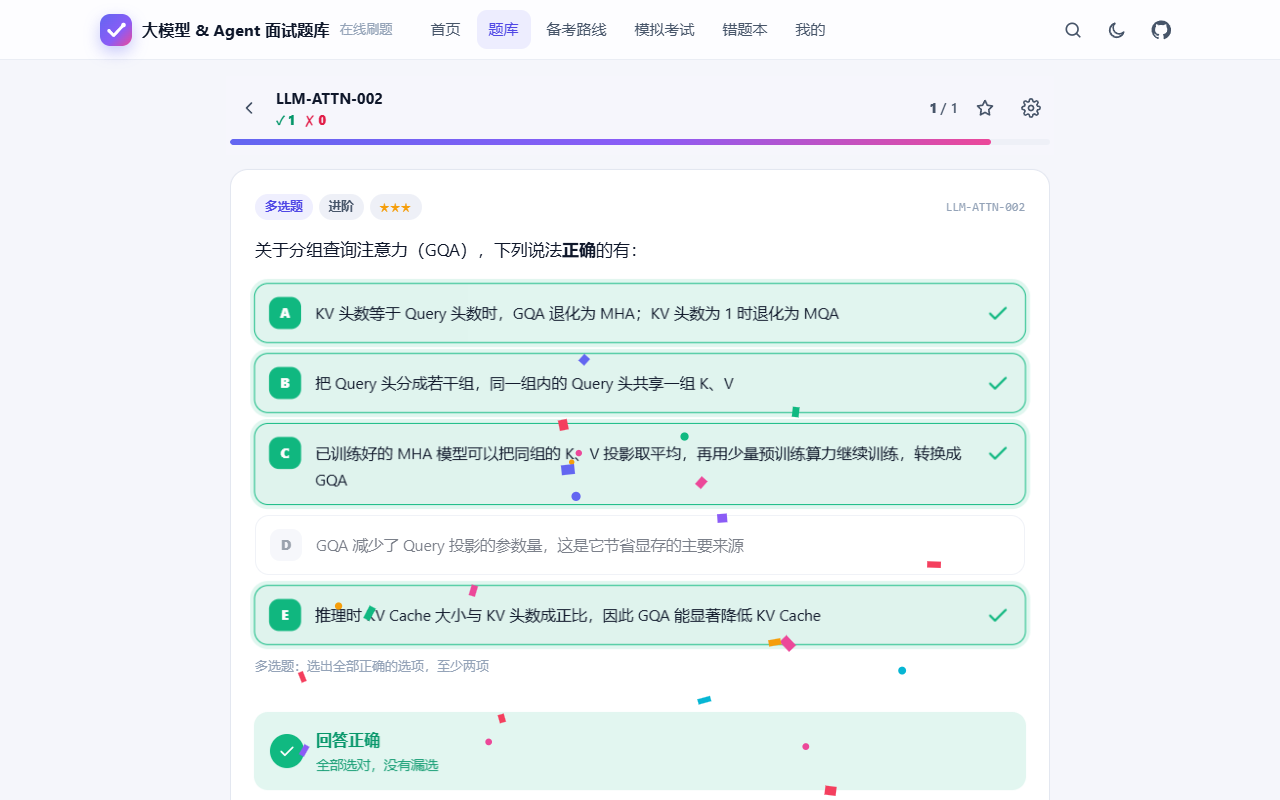 大模型 & Agent 面试题库 在线刷题 首页 题库 备考路线 模拟考试 错题本 我的
LLM-ATTN-002
✓1 ✗0
1 / 1
多选题 进阶 ★★★ LLM-ATTN-002
关于分组查询注意力（GQA），下列说法正确的有：
A KV 头数等于 Query 头数时，GQA 退化为 MHA；KV 头数为 1 时退化为 MQA
B 把 Query 头分成若干组，同一组内的 Query 头共享一组 K、V
C 已训练好的 MHA 模型可以把同组的 K、V 投影取平均，再用少量预训练算力继续训练，转换成
GQA
D GQA 减少了 Query 投影的参数量，这是它节省显存的主要来源
E 推理时 KV Cache 大小与 KV 头数成正比，因此 GQA 能显著降低 KV Cache
多选题：选出全部正确的选项，至少两项
回答正确
全部选对，没有漏选